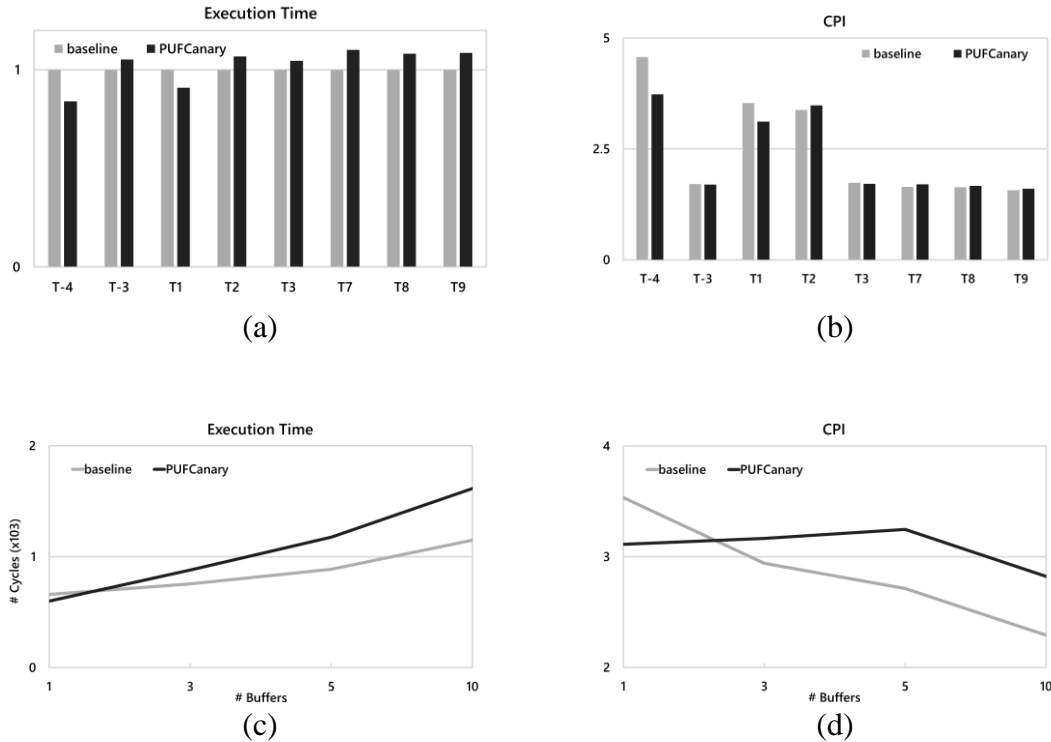 Execution Time
baseline PUFCanary
1
0
T-4 T-3 T1 T2 T3 T7 T8 T9
(a)
CPI
5
baseline PUFCanary
2.5
0
T-4 T-3 T1 T2 T3 T7 T8 T9
(b)
Execution Time
2
baseline PUFCanary
# Cycles (x103)
1
0
1 3 5 10
# Buffers
(c)
CPI
4
baseline PUFCanary
3
2
1 3 5 10
# Buffers
(d)